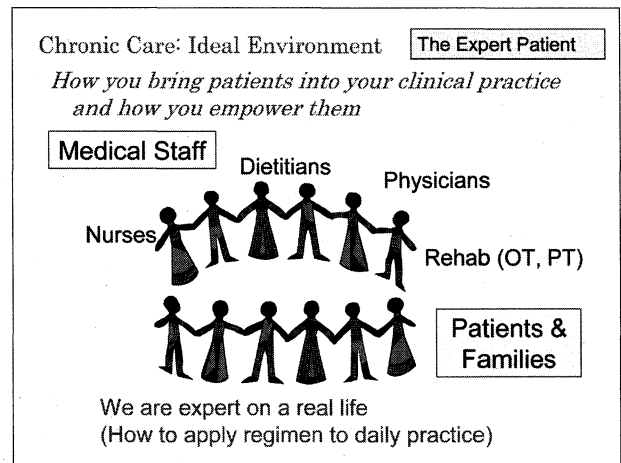 Chronic Care: Ideal Environment
The Expert Patient
How you bring patients into your clinical practice
and how you empower them
Medical Staff
Dietitians
Physicians
Nurses
Rehab (OT, PT)
Patients &
Families
We are expert on a real life
(How to apply regimen to daily practice)